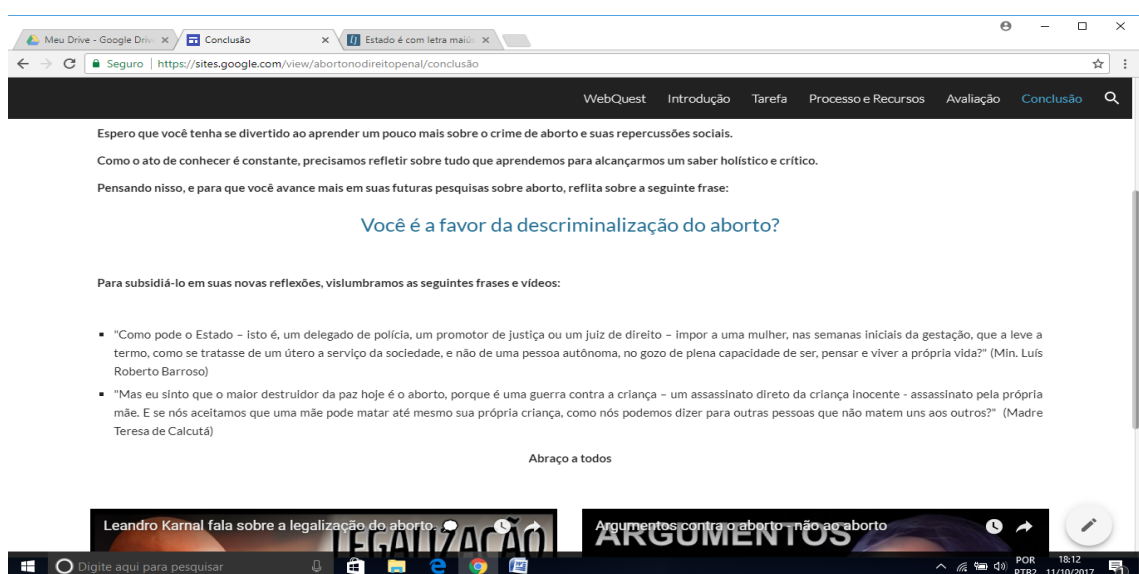 Meu Drive - Google Driv
Conclusão
Estado é com letra maiús
Seguro | https://sites.google.com/view/abortonodireitopenal/conclusão
WebQuest Introdução Tarefa Processo e Recursos Avaliação Conclusão
Espero que você tenha se divertido ao aprender um pouco mais sobre o crime de aborto e suas repercussões sociais.
Como o ato de conhecer é constante, precisamos refletir sobre tudo que aprendemos para alcançarmos um saber holístico e crítico.
Pensando nisso, e para que você avance mais em suas futuras pesquisas sobre aborto, reflita sobre a seguinte frase:
Você é a favor da descriminalização do aborto?
Para subsidiá-lo em suas novas reflexões, vislumbramos as seguintes frases e vídeos:
▪ "Como pode o Estado – isto é, um delegado de polícia, um promotor de justiça ou um juiz de direito – impor a uma mulher, nas semanas iniciais da gestação, que a leve a
termo, como se tratasse de um útero a serviço da sociedade, e não de uma pessoa autônoma, no gozo de plena capacidade de ser, pensar e viver a própria vida?" (Min. Luís
Roberto Barroso)
▪ "Mas eu sinto que o maior destruidor da paz hoje é o aborto, porque é uma guerra contra a criança – um assassinato direto da criança inocente - assassinato pela própria
mãe. E se nós aceitamos que uma mãe pode matar até mesmo sua própria criança, como nós podemos dizer para outras pessoas que não matem uns aos outros?" (Madre
Teresa de Calcutá)
Abraço a todos
Leandro Karnal fala sobre a legalização do aborto.
LEGALIZAÇÃO
Argumentos contra o aborto - não ao aborto
ARGUMENTOS
Digite aqui para pesquisar
POR 18:12
PTB2 11/10/2017